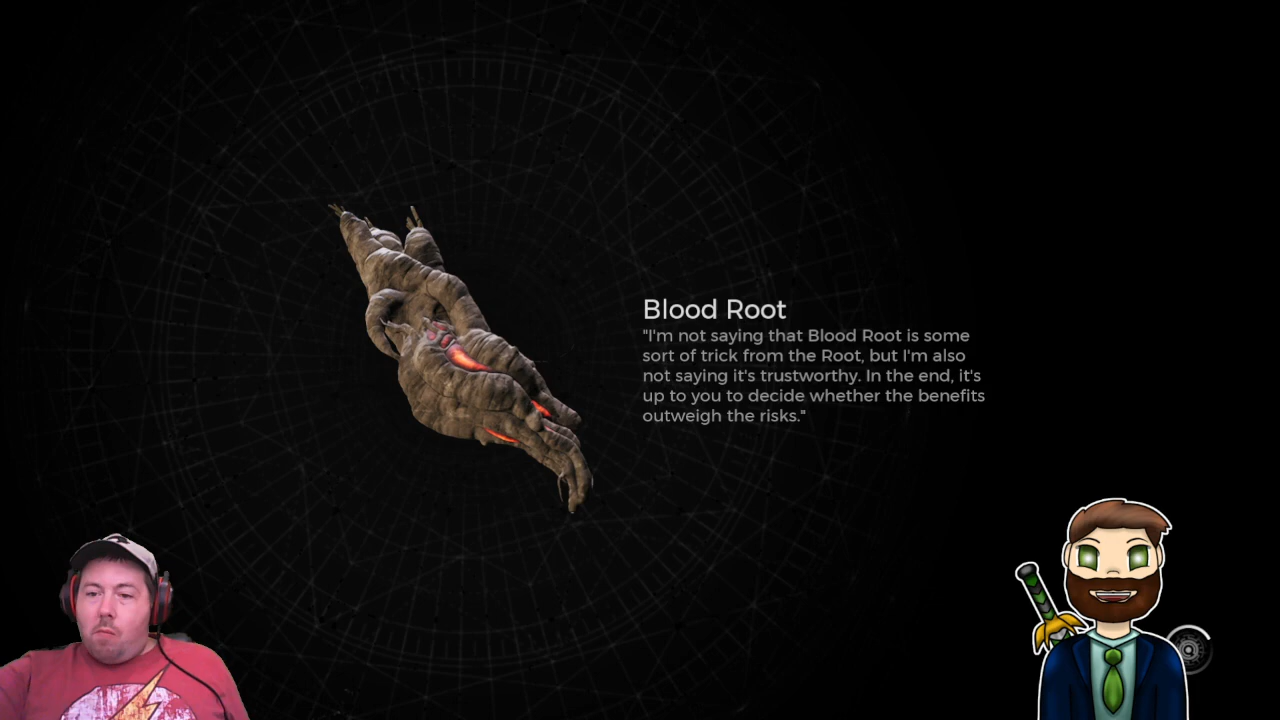 Blood Root
"I'm not saying that Blood Root is some
sort of trick from the Root, but I'm also
not saying it's trustworthy. In the end, it's
up to you to decide whether the benefits
outweigh the risks."